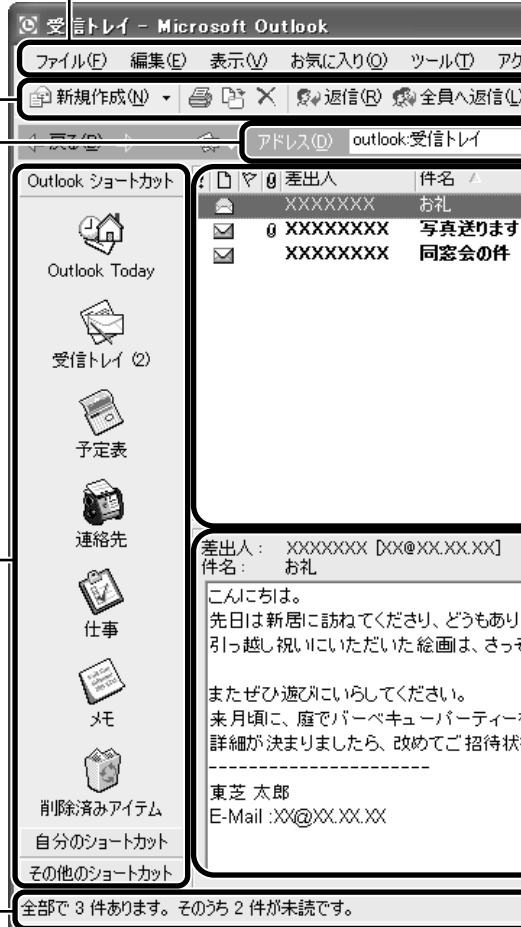 受信トレイ - Microsoft Outlook
ファイル(F) 編集(E) 表示(V) お気に入り(O) ツール(T)
新規作成(N) 返信(R) 全員へ返信(L)
戻る(B) アドレス(D) outlook:受信トレイ
Outlook ショートカット
! 差出人 件名
XXXXXXX お礼
XXXXXXXX 写真送ります
XXXXXXXX 同窓会の件
Outlook Today
受信トレイ (2)
予定表
連絡先
仕事
メモ
削除済みアイテム
自分のショートカット
その他のショートカット
差出人: XXXXXXX [XX@XX.XX.XX]
件名: お礼
こんにちは。
先日は新居に訪ねてくださり、どうもあり
引っ越し祝いにいただいた絵画は、さっそ
またぜひ遊びにいらしてください。
来月頃に、庭でバーベキューパーティーを
詳細が決まりましたら、改めてご招待状
----------------------
東芝 太郎
E-Mail :XX@XX.XX.XX
全部で 3 件あります。そのうち 2 件が未読です。